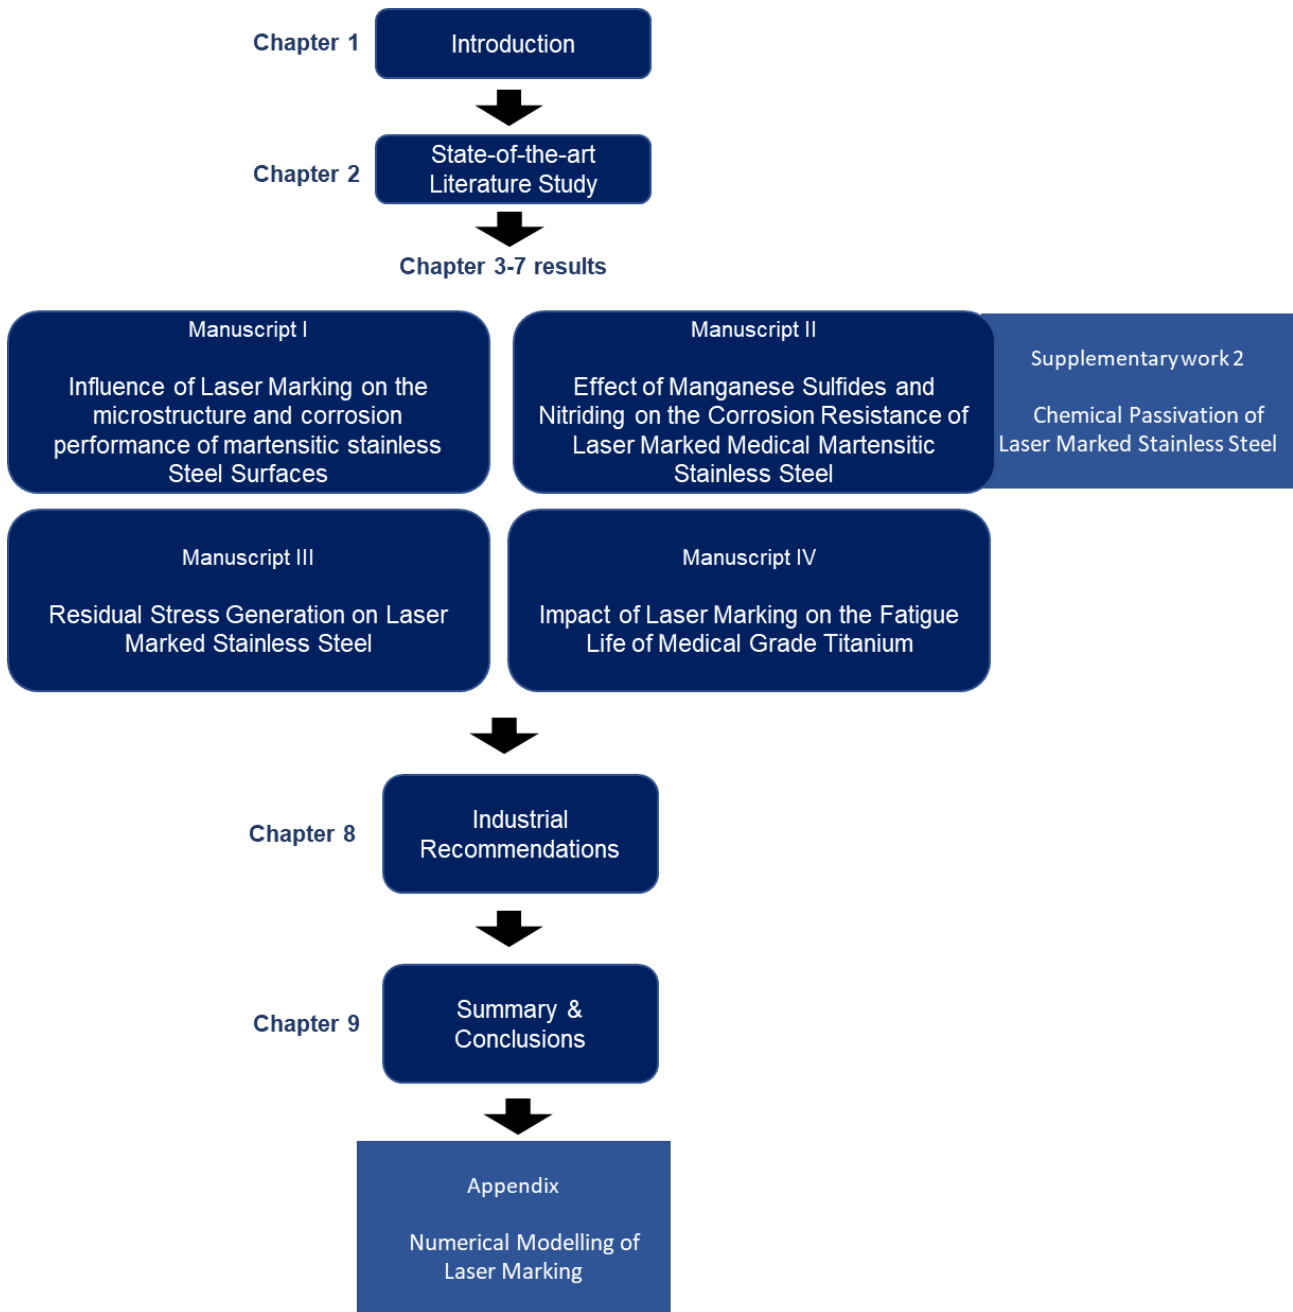 Chapter 1
Introduction
Chapter 2
State-of-the-art
Literature Study
Chapter 3-7 results
Manuscript I
Influence of Laser Marking on the
microstructure and corrosion
performance of martensitic stainless
Steel Surfaces
Manuscript II
Effect of Manganese Sulfides and
Nitriding on the Corrosion Resistance of
Laser Marked Medical Martensitic
Stainless Steel
Supplementary work 2
Chemical Passivation of
Laser Marked Stainless Steel
Manuscript III
Residual Stress Generation on Laser
Marked Stainless Steel
Manuscript IV
Impact of Laser Marking on the Fatigue
Life of Medical Grade Titanium
Chapter 8
Industrial
Recommendations
Chapter 9
Summary &
Conclusions
Appendix
Numerical Modelling of
Laser Marking